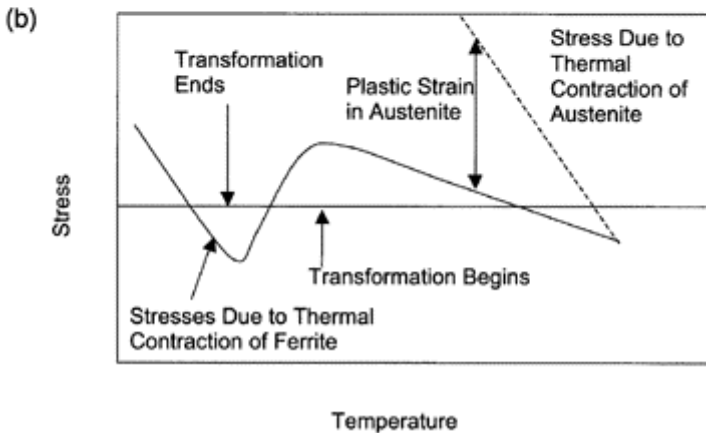 (b)
Transformation
Ends
Plastic Strain
in Austenite
Stress Due to
Thermal
Contraction of
Austenite
Stress
Transformation Begins
Stresses Due to Thermal
Contraction of Ferrite
Temperature